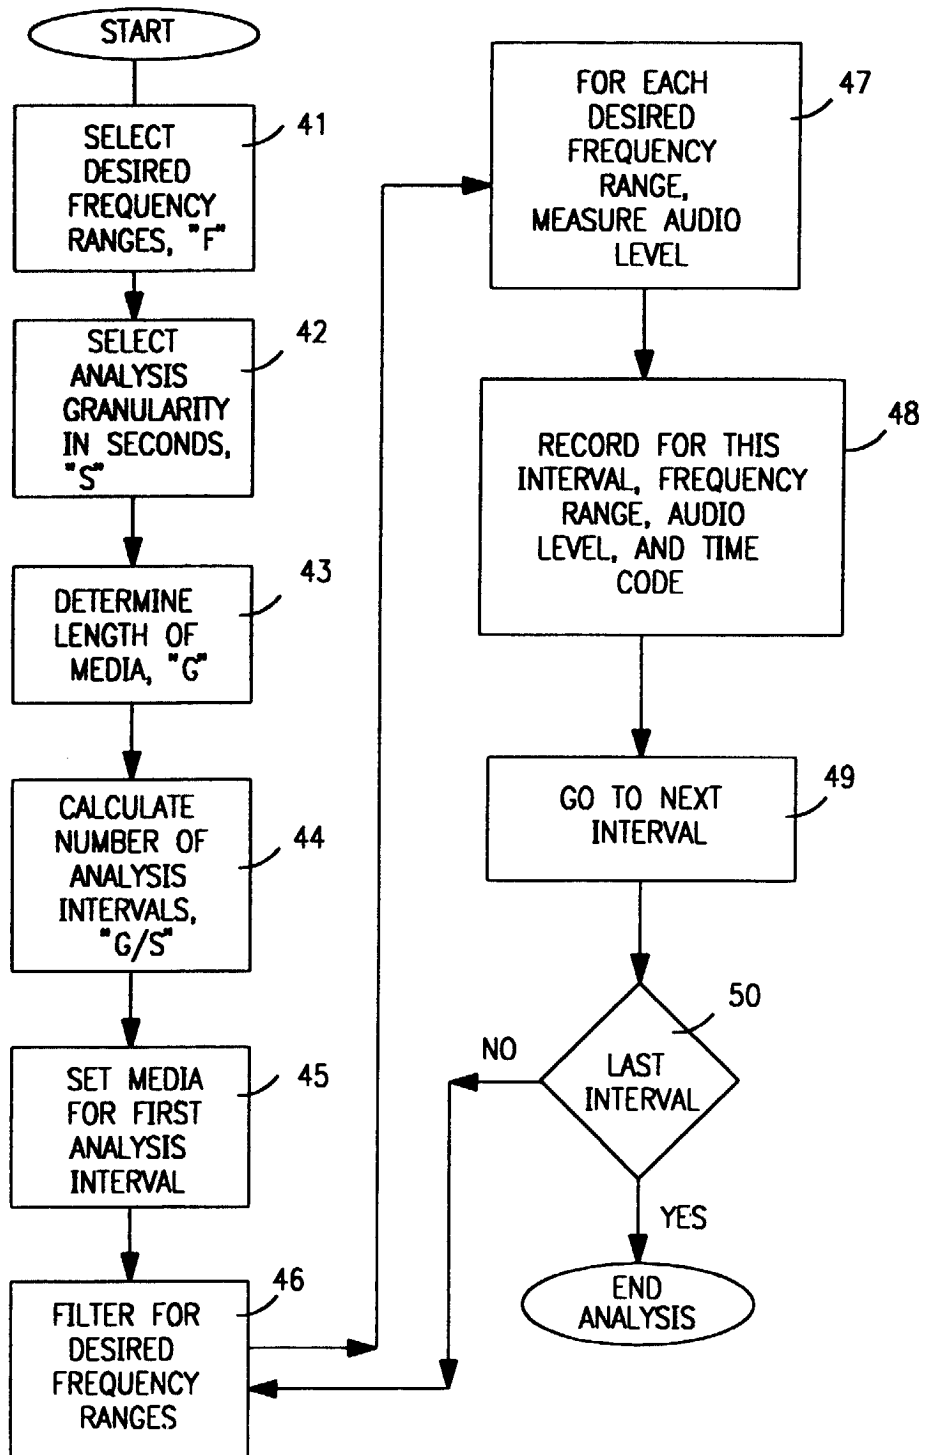 START
41
SELECT
DESIRED
FREQUENCY
RANGES, "F"
42
SELECT
ANALYSIS
GRANULARITY
IN SECONDS,
"S"
43
DETERMINE
LENGTH OF
MEDIA, "G"
44
CALCULATE
NUMBER OF
ANALYSIS
INTERVALS,
"G/S"
45
SET MEDIA
FOR FIRST
ANALYSIS
INTERVAL
46
FILTER FOR
DESIRED
FREQUENCY
RANGES
47
FOR EACH
DESIRED
FREQUENCY
RANGE,
MEASURE AUDIO
LEVEL
48
RECORD FOR THIS
INTERVAL, FREQUENCY
RANGE, AUDIO
LEVEL, AND TIME
CODE
49
GO TO NEXT
INTERVAL
50
LAST
INTERVAL
NO
YES
END
ANALYSIS